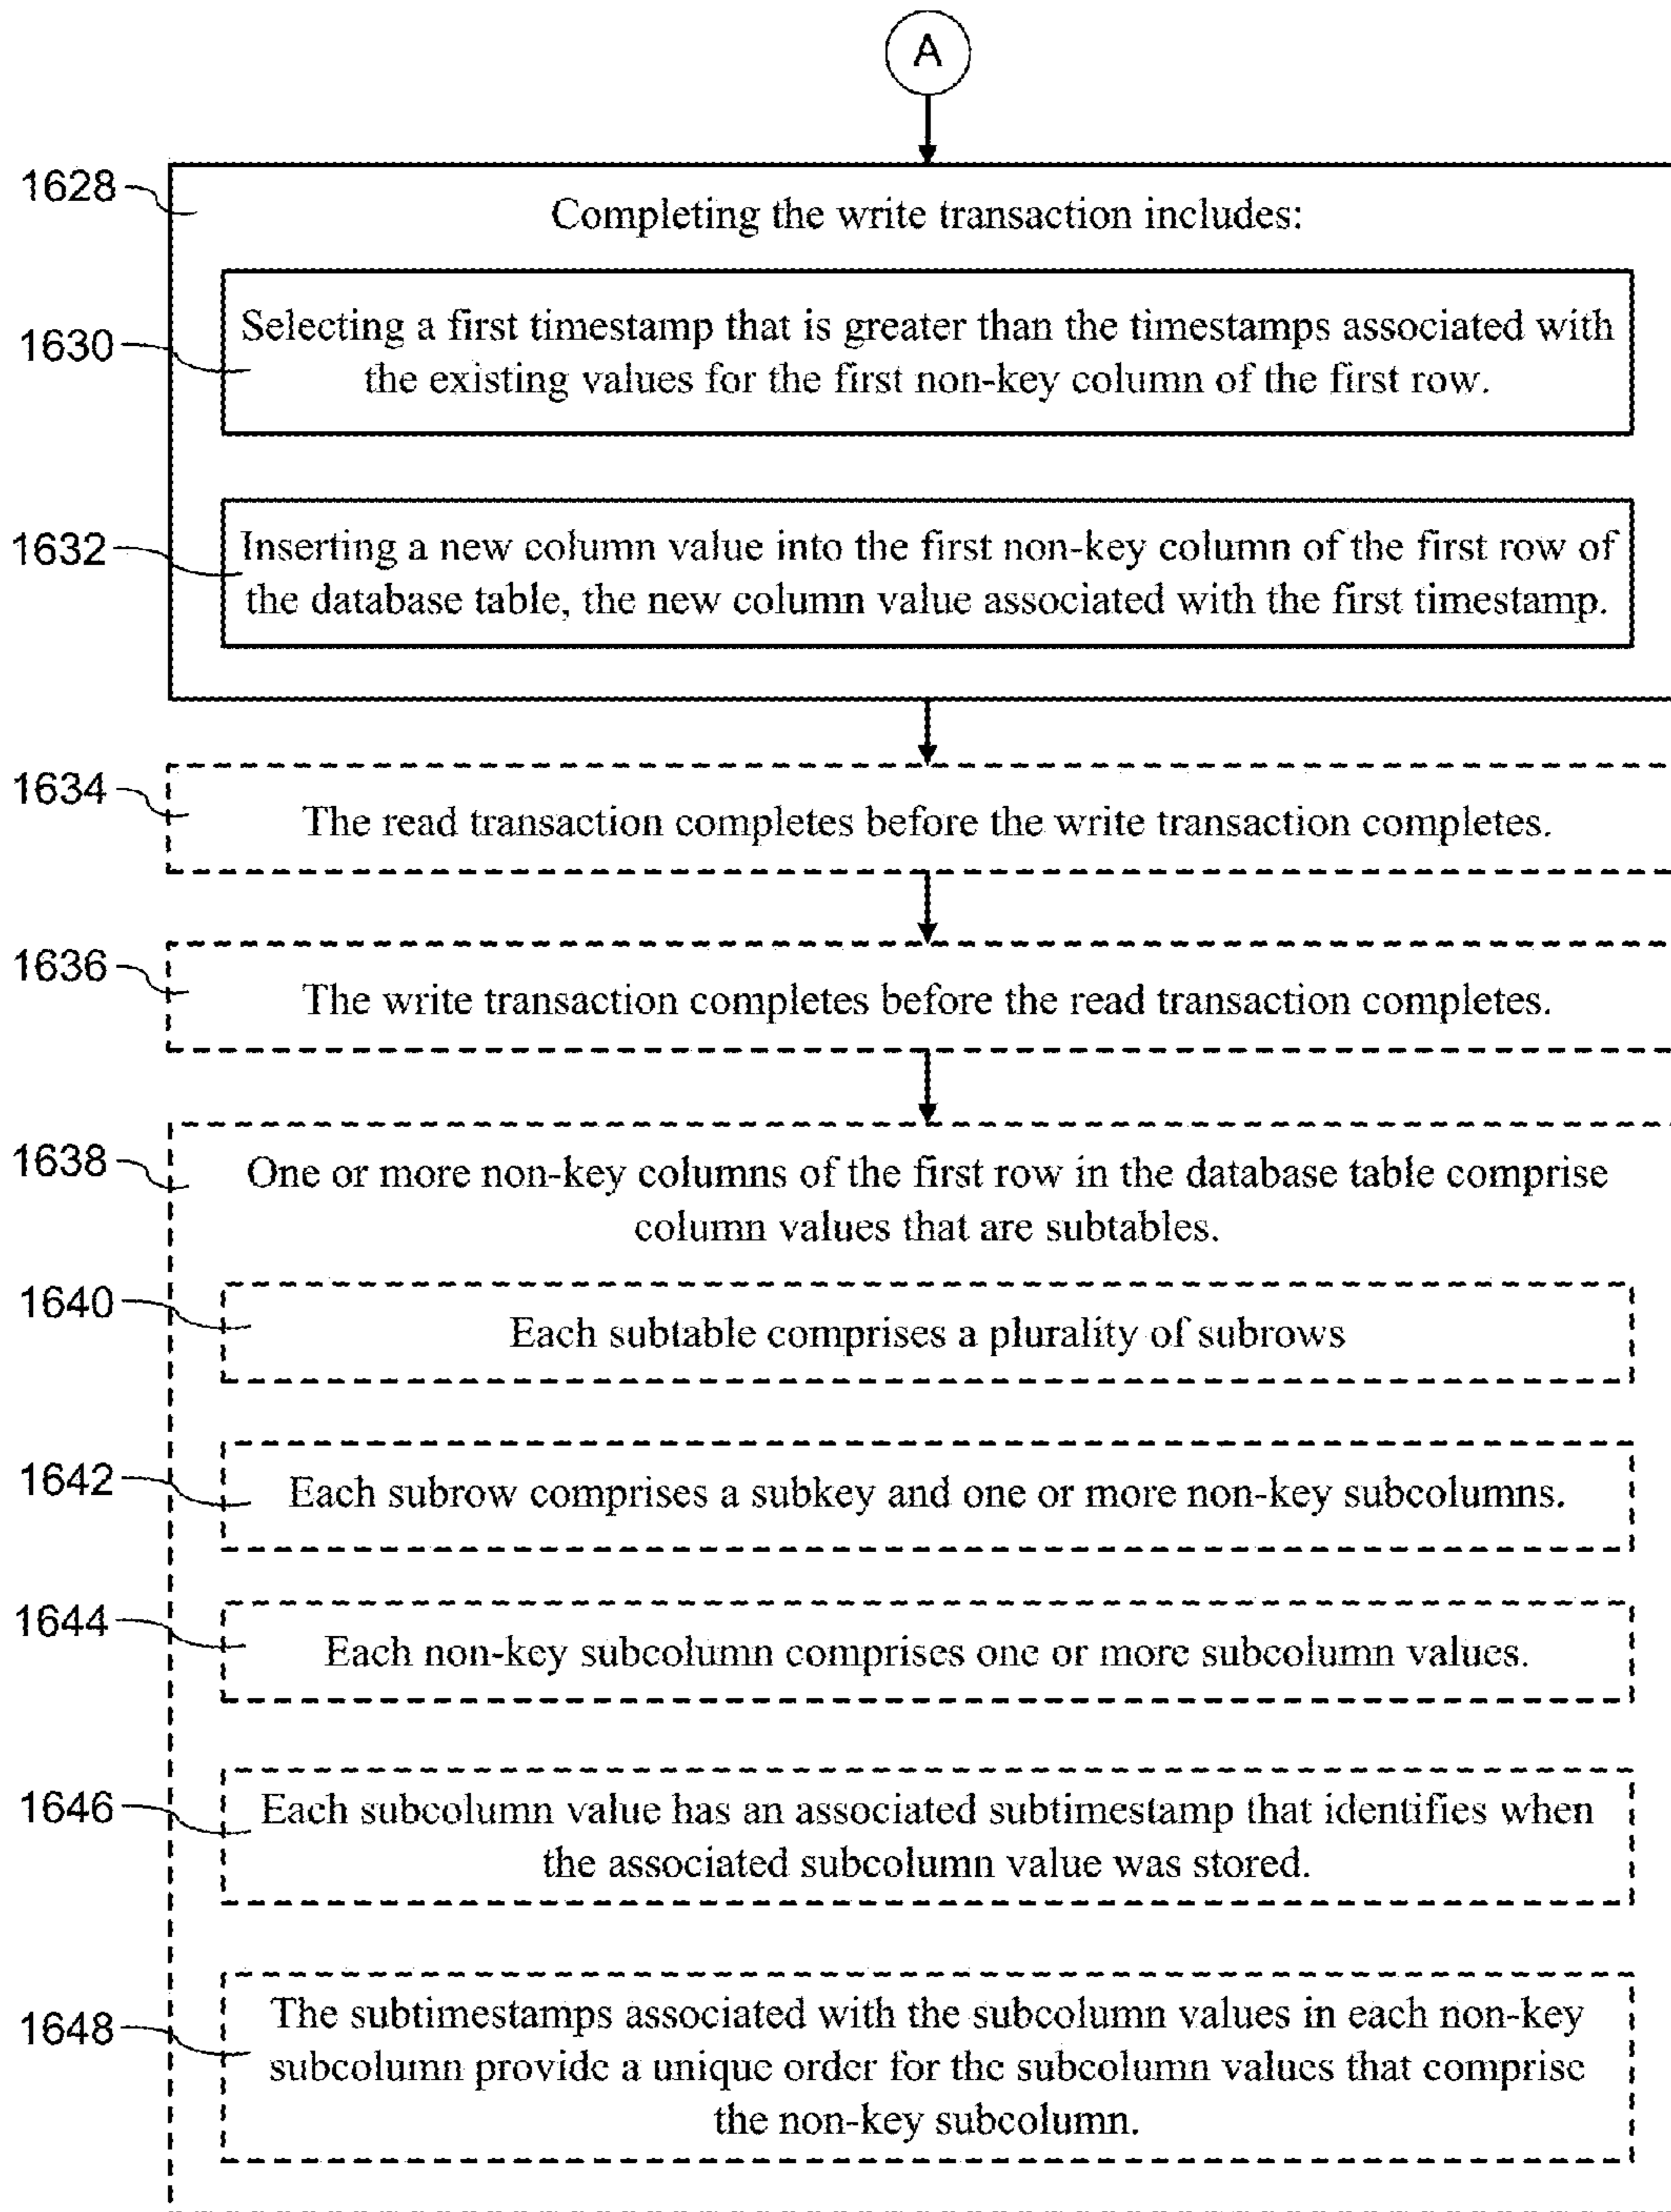 A
1628
Completing the write transaction includes:
1630
Selecting a first timestamp that is greater than the timestamps associated with
the existing values for the first non-key column of the first row.
1632
Inserting a new column value into the first non-key column of the first row of
the database table, the new column value associated with the first timestamp.
1634
The read transaction completes before the write transaction completes.
1636
The write transaction completes before the read transaction completes.
1638
One or more non-key columns of the first row in the database table comprise
column values that are subtables.
1640
Each subtable comprises a plurality of subrows
1642
Each subrow comprises a subkey and one or more non-key subcolumns.
1644
Each non-key subcolumn comprises one or more subcolumn values.
1646
Each subcolumn value has an associated subtimestamp that identifies when
the associated subcolumn value was stored.
1648
The subtimestamps associated with the subcolumn values in each non-key
subcolumn provide a unique order for the subcolumn values that comprise
the non-key subcolumn.